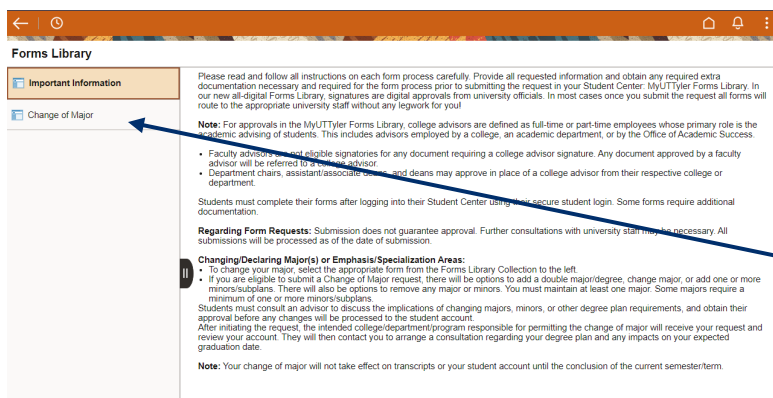 Forms Library
Important Information
Change of Major
Please read and follow all instructions on each form process carefully. Provide all requested information and obtain any required extra
documentation necessary and required for the form process prior to submitting the request in your Student Center: MyUTTyler Forms Library. In
our new all-digital Forms Library, signatures are digital approvals from university officials. In most cases once you submit the request all forms will
route to the appropriate university staff without any legwork for you!
Note: For approvals in the MyUTTyler Forms Library, college advisors are defined as full-time or part-time employees whose primary role is the
academic advising of students. This includes advisors employed by a college, an academic department, or by the Office of Academic Success.
• Faculty advisors are not eligible signatories for any document requiring a college advisor signature. Any document approved by a faculty
advisor will be referred to a college advisor.
• Department chairs, assistant/associate deans, and deans may approve in place of a college advisor from their respective college or
department.
Students must complete their forms after logging into their Student Center using their secure student login. Some forms require additional
documentation.
Regarding Form Requests: Submission does not guarantee approval. Further consultations with university staff may be necessary. All
submissions will be processed as of the date of submission.
Changing/Declaring Major(s) or Emphasis/Specialization Areas:
• To change your major, select the appropriate form from the Forms Library Collection to the left.
• If you are eligible to submit a Change of Major request, there will be options to add a double major/degree, change major, or add one or more
minors/subplans. There will also be options to remove any major or minors. You must maintain at least one major. Some majors require a
minimum of one or more minors/subplans.
Students must consult an advisor to discuss the implications of changing majors, minors, or other degree plan requirements, and obtain their
approval before any changes will be processed to the student account.
After initiating the request, the intended college/department/program responsible for permitting the change of major will receive your request and
review your account. They will then contact you to arrange a consultation regarding your degree plan and any impacts on your expected
graduation date.
Note: Your change of major will not take effect on transcripts or your student account until the conclusion of the current semester/term.